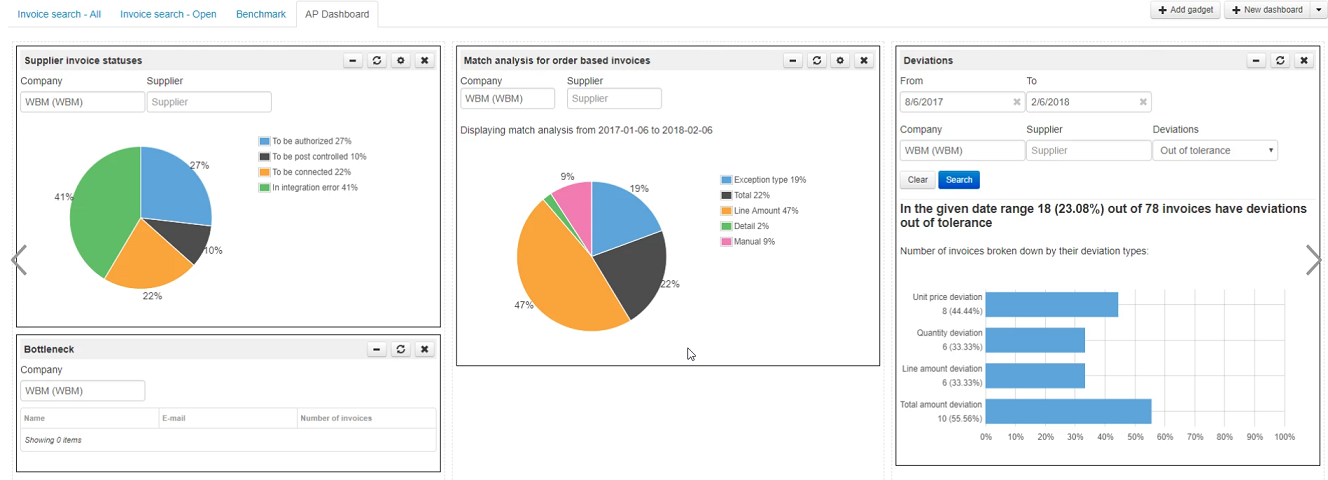 Invoice search - All
Invoice search - Open
Benchmark
AP Dashboard
Add gadget
New dashboard
Supplier invoice statuses
Company
Supplier
WBM (WBM)
Supplier
To be authorized 27%
To be post controlled 10%
To be connected 22%
In integration error 41%
27%
10%
22%
41%
Bottleneck
Company
WBM (WBM)
Name
E-mail
Number of invoices
Showing 0 items
Match analysis for order based invoices
Company
Supplier
WBM (WBM)
Supplier
Displaying match analysis from 2017-01-06 to 2018-02-06
Exception type 19%
Total 22%
Line Amount 47%
Detail 2%
Manual 9%
9%
19%
22%
47%
Deviations
From
To
8/6/2017
2/6/2018
Company
Supplier
Deviations
WBM (WBM)
Supplier
Out of tolerance
Clear
Search
In the given date range 18 (23.08%) out of 78 invoices have deviations
out of tolerance
Number of invoices broken down by their deviation types:
Unit price deviation
8 (44.44%)
Quantity deviation
6 (33.33%)
Line amount deviation
6 (33.33%)
Total amount deviation
10 (55.56%)
0% 10% 20% 30% 40% 50% 60% 70% 80% 90% 100%